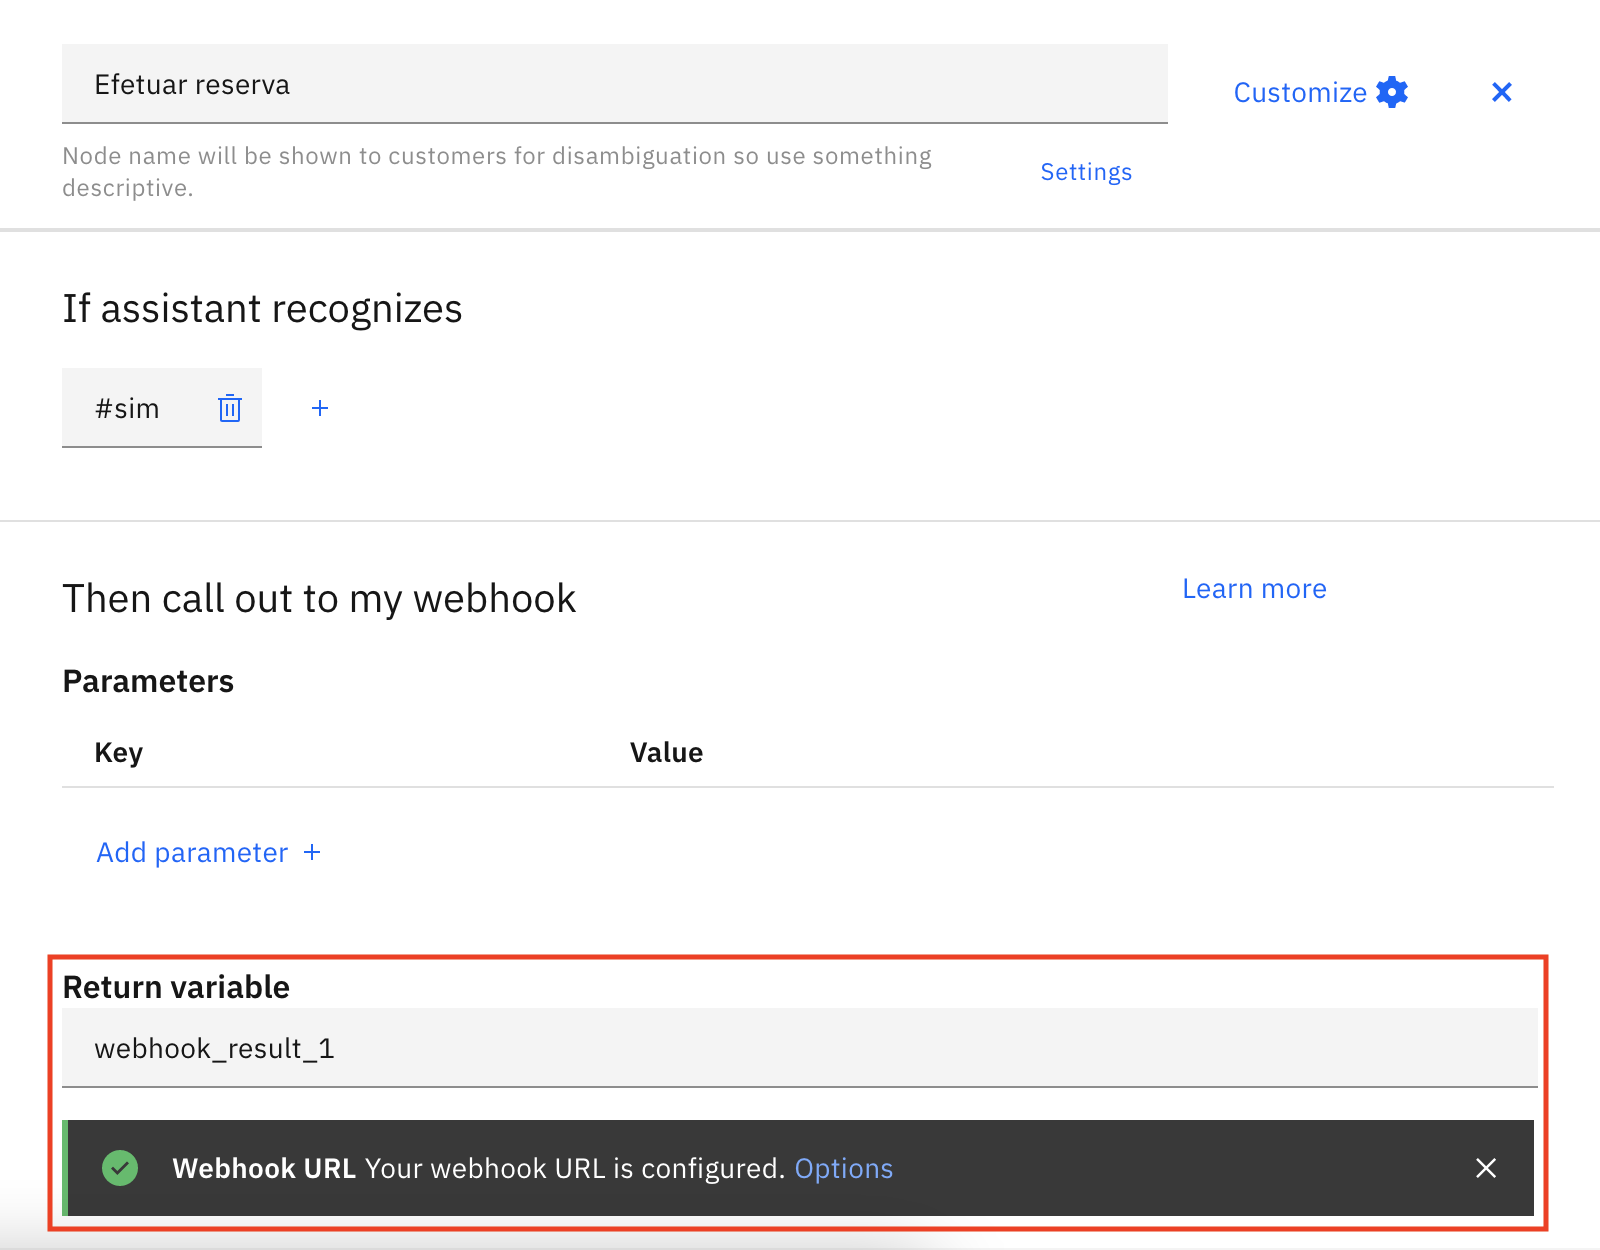 Efetuar reserva
Customize
Node name will be shown to customers for disambiguation so use something
descriptive.
Settings
If assistant recognizes
#sim
Then call out to my webhook
Learn more
Parameters
Key Value
Add parameter +
Return variable
webhook_result_1
Webhook URL Your webhook URL is configured. Options